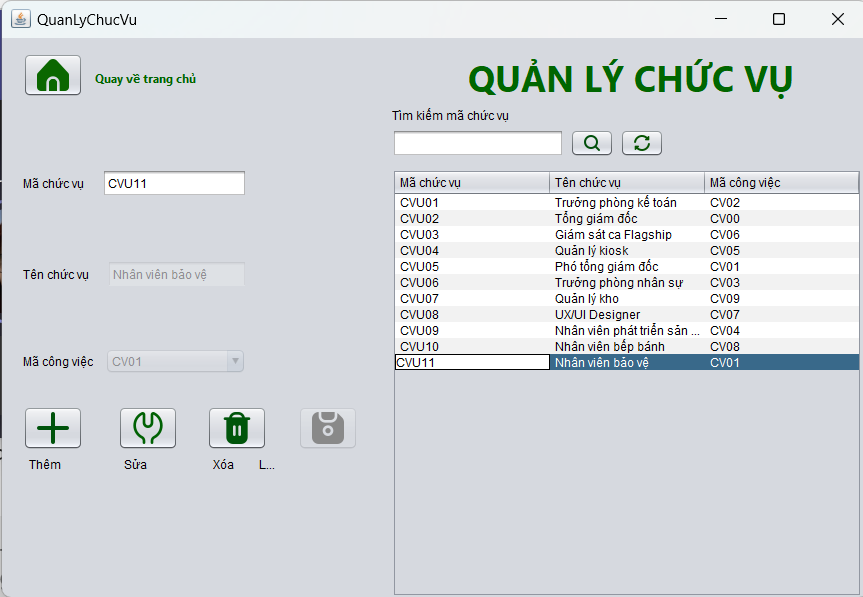 QuanLyChucVu
Quay về trang chủ
QUẢN LÝ CHỨC VỤ
Tìm kiếm mã chức vụ
Mã chức vụ
CVU11
Tên chức vụ
Nhân viên bảo vệ
Mã công việc
CV01
Thêm
Sửa
Xóa
L...
Mã chức vụ Tên chức vụ Mã công việc
CVU01 Trưởng phòng kế toán CV02
CVU02 Tổng giám đốc CV00
CVU03 Giám sát ca Flagship CV06
CVU04 Quản lý kiosk CV05
CVU05 Phó tổng giám đốc CV01
CVU06 Trưởng phòng nhân sự CV03
CVU07 Quản lý kho CV09
CVU08 UX/UI Designer CV07
CVU09 Nhân viên phát triển sản ... CV04
CVU10 Nhân viên bếp bánh CV08
CVU11 Nhân viên bảo vệ CV01